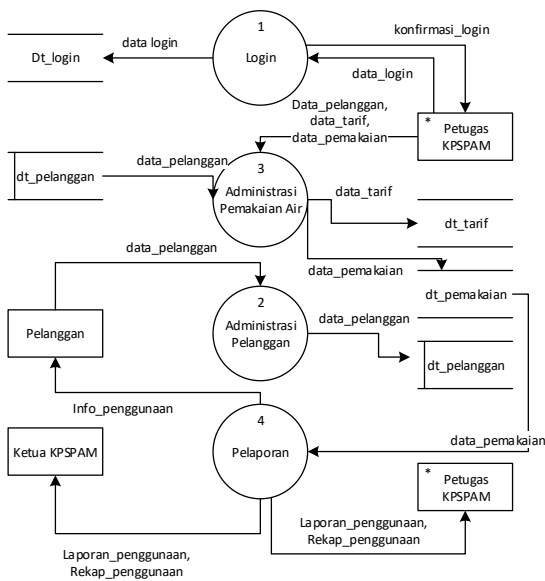 1
Login
konfirmasi_login
data login
Dt_login
data_login
Data_pelanggan,
data_tarif,
data_pemakaian
*
Petugas
KPSPAM
data_pelanggan
dt_pelanggan
3
Administrasi
Pemakaian Air
data_tarif
dt_tarif
data_pemakaian
data_pelanggan
2
Administrasi
Pelanggan
dt_pemakaian
data_pelanggan
Pelanggan
dt_pelanggan
Info_penggunaan
4
Pelaporan
data_pemakaian
Ketua KPSPAM
*
Petugas
KPSPAM
Laporan_penggunaan,
Rekap_penggunaan
Laporan_penggunaan,
Rekap_penggunaan